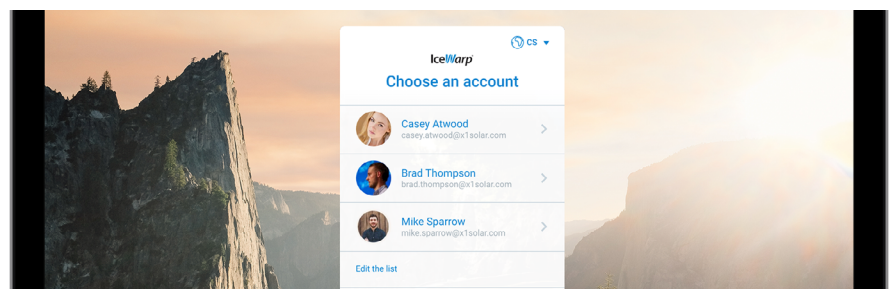 CS
IceWarp
Choose an account
Casey Atwood
casey.atwood@x1solar.com
Brad Thompson
brad.thompson@x1solar.com
Mike Sparrow
mike.sparrow@x1solar.com
Edit the list